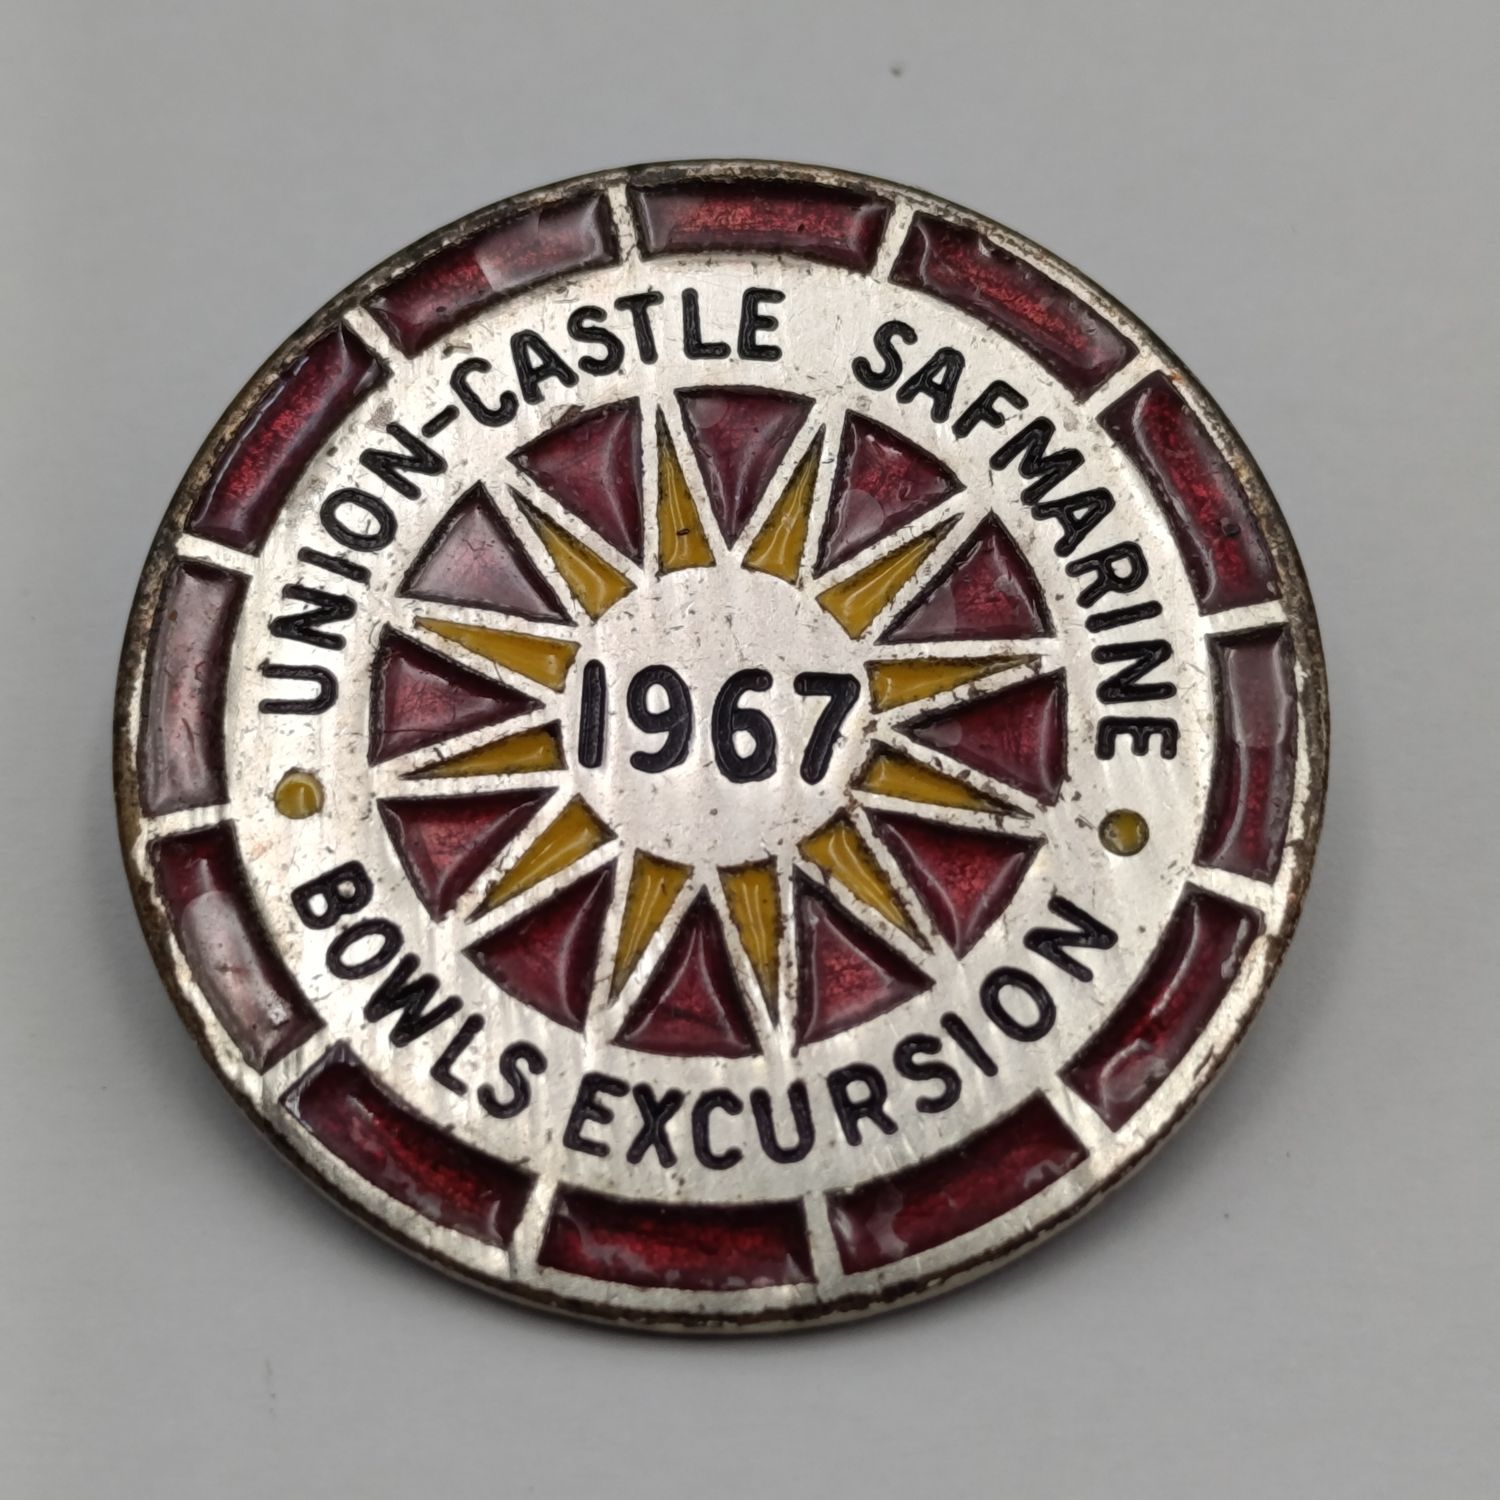 UNION-CASTLE SAFMARINE
1967
BOWLS EXCURSION